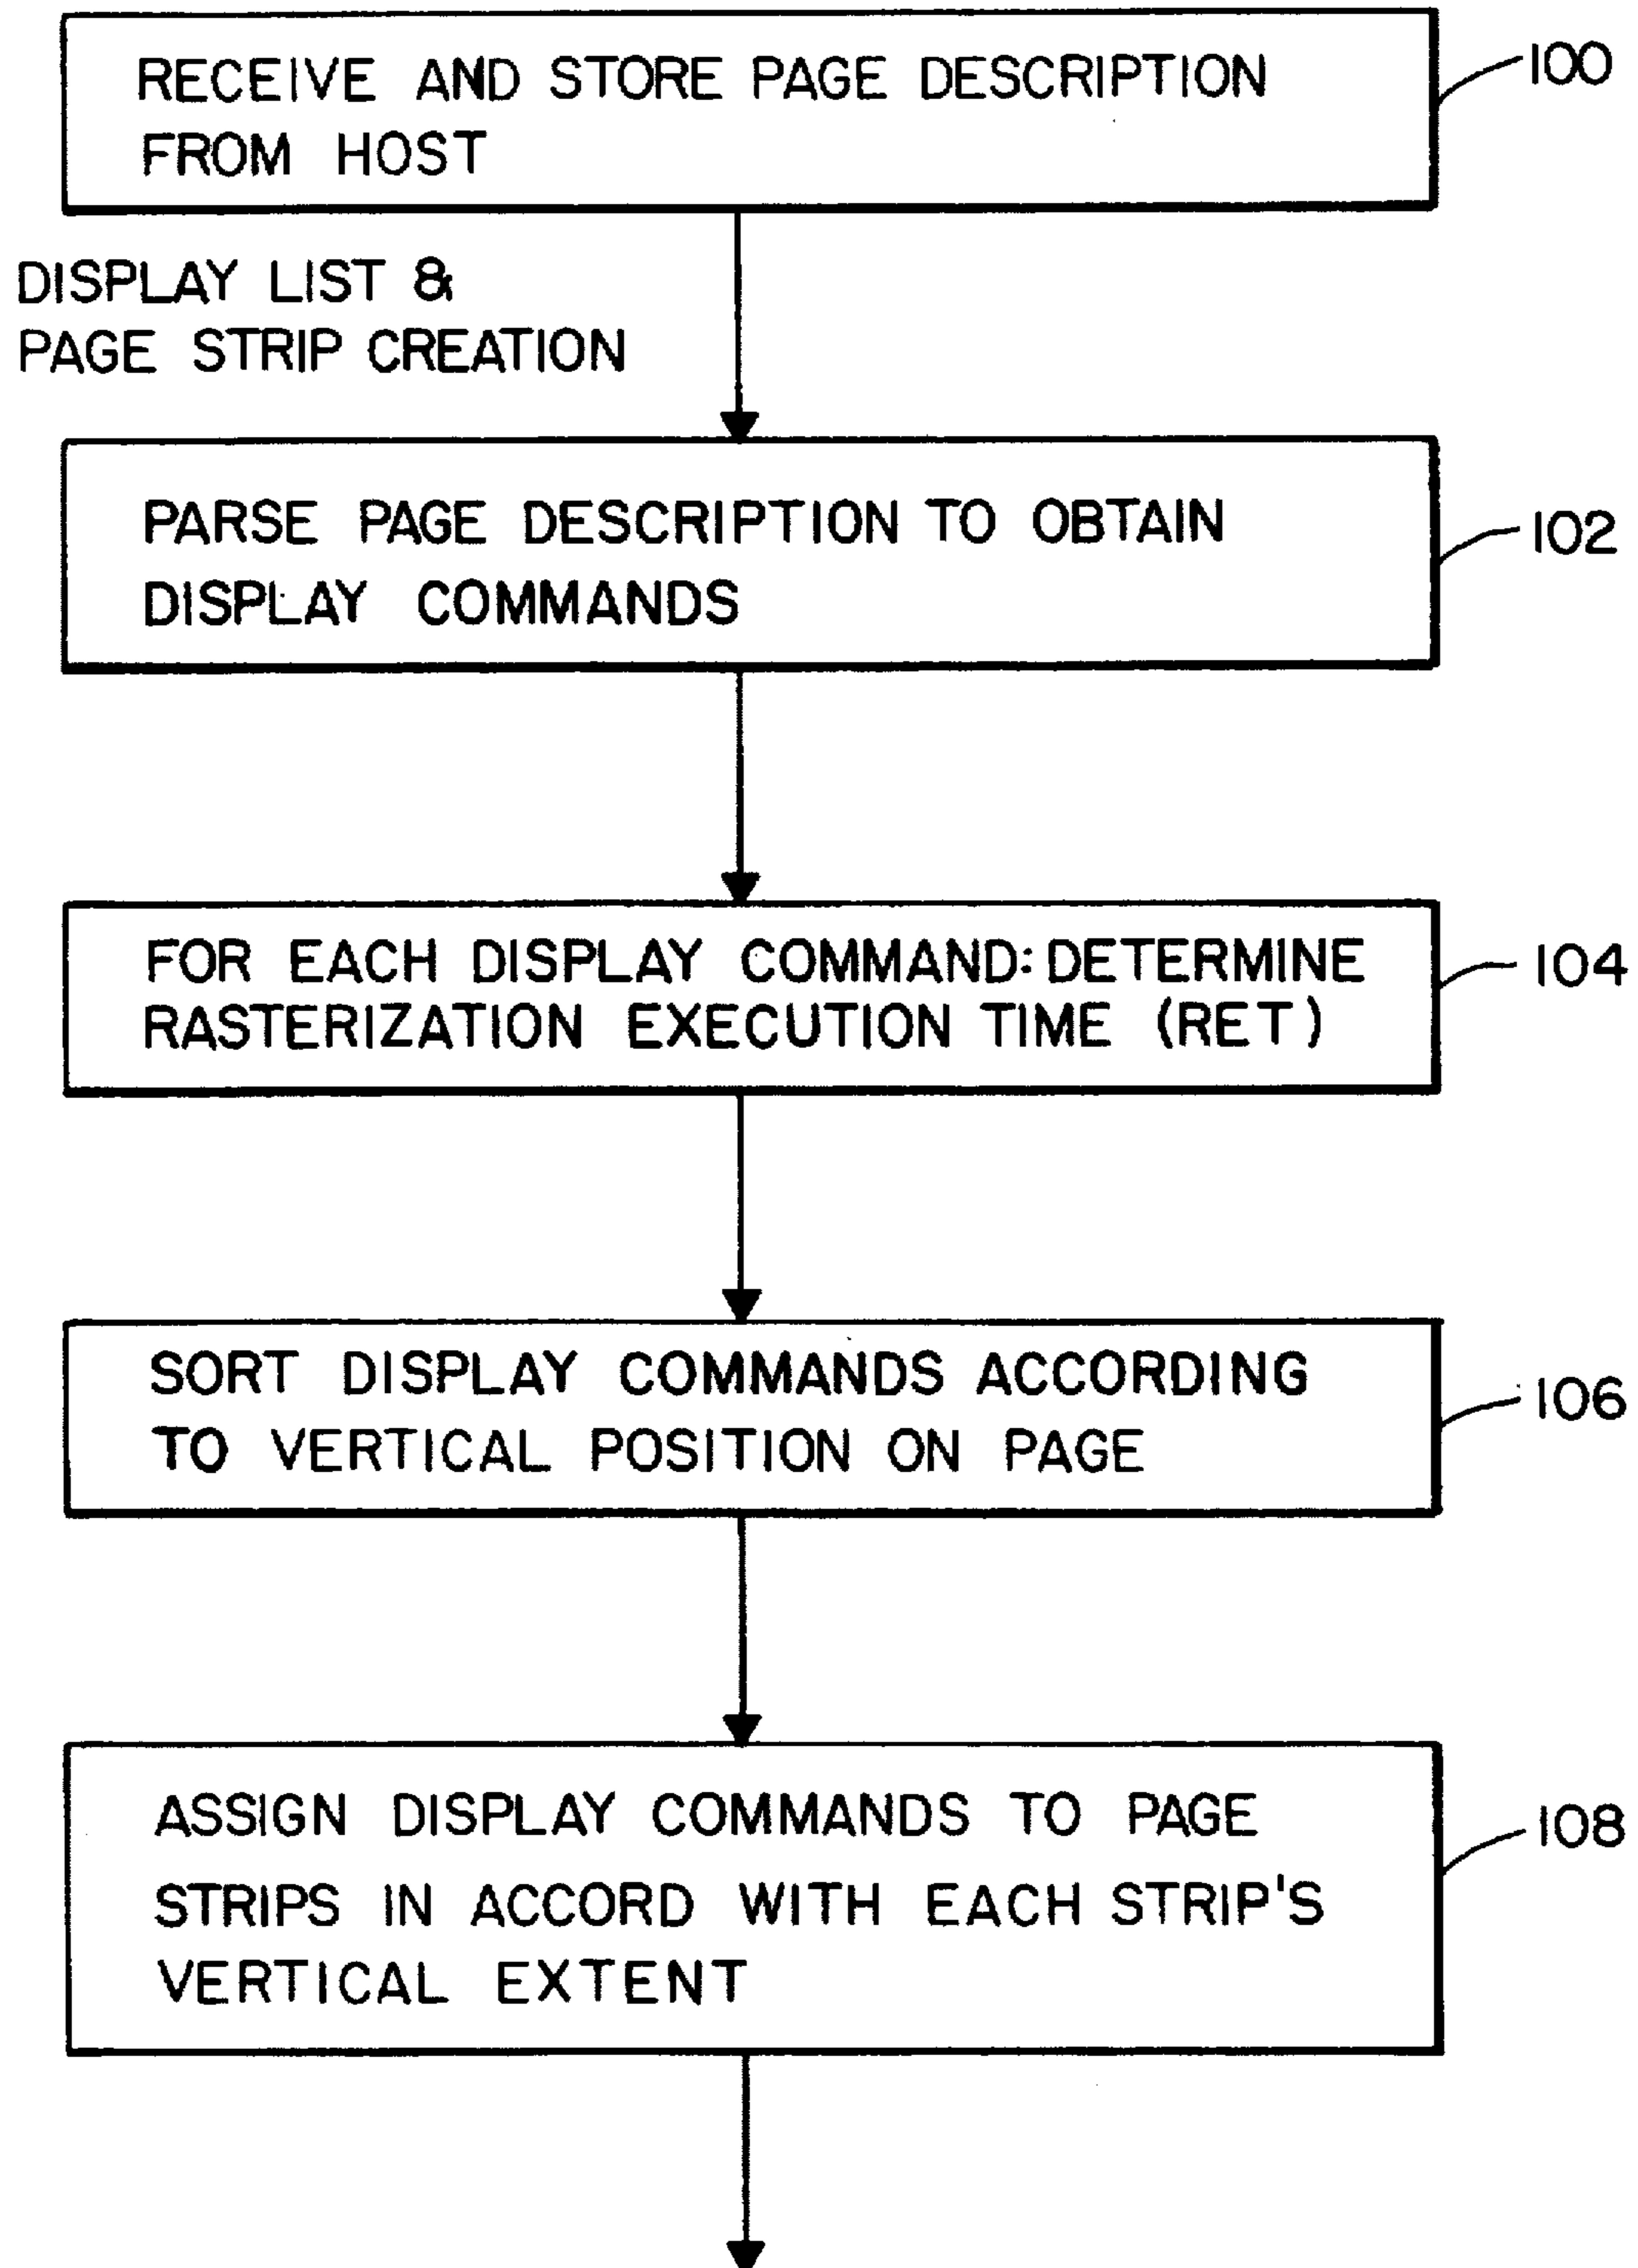 RECEIVE AND STORE PAGE DESCRIPTION
FROM HOST
100
DISPLAY LIST &
PAGE STRIP CREATION
PARSE PAGE DESCRIPTION TO OBTAIN
DISPLAY COMMANDS
102
FOR EACH DISPLAY COMMAND: DETERMINE
RASTERIZATION EXECUTION TIME (RET)
104
SORT DISPLAY COMMANDS ACCORDING
TO VERTICAL POSITION ON PAGE
106
ASSIGN DISPLAY COMMANDS TO PAGE
STRIPS IN ACCORD WITH EACH STRIP'S
VERTICAL EXTENT
108